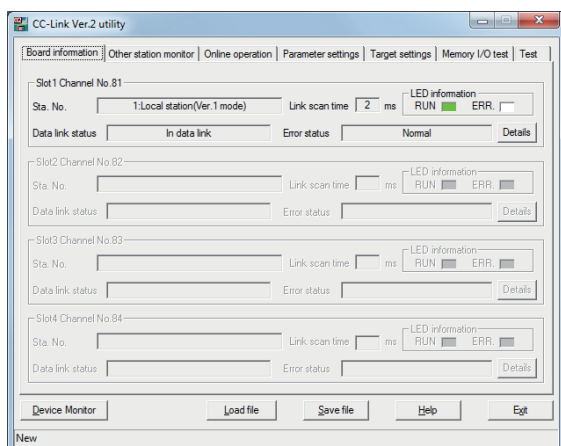 CC-Link Ver.2 utility
Board information Other station monitor Online operation Parameter settings Target settings Memory I/O test Test
Slot1 Channel No.81
LED information
Sta. No. 1:Local station(Ver.1 mode) Link scan time 2 ms RUN ERR.
Data link status In data link Error status Normal Details
Slot2 Channel No.82
LED information
Sta. No. Link scan time ms RUN ERR.
Data link status Error status Details
Slot3 Channel No.83
LED information
Sta. No. Link scan time ms RUN ERR.
Data link status Error status Details
Slot4 Channel No.84
LED information
Sta. No. Link scan time ms RUN ERR.
Data link status Error status Details
Device Monitor Load file Save file Help Exit
New